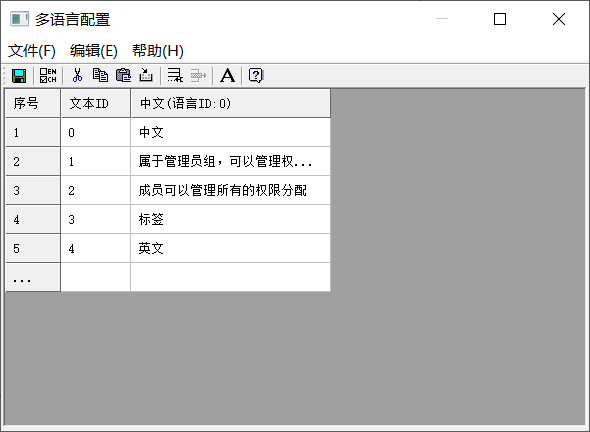 多语言配置
文件(F) 编辑(E) 帮助(H)
EN
CH
A
序号 文本ID 中文(语言ID:0)
1 0 中文
2 1 属于管理员组，可以管理权...
3 2 成员可以管理所有的权限分配
4 3 标签
5 4 英文
...